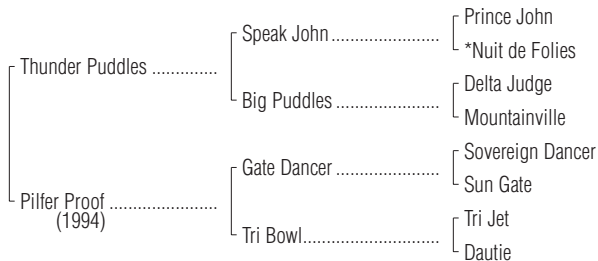 Prince John
Speak John
*Nuit de Folies
Thunder Puddles
Delta Judge
Big Puddles
Mountainville
Sovereign Dancer
Gate Dancer
Sun Gate
Pilfer Proof
(1994)
Tri Jet
Tri Bowl
Dautie